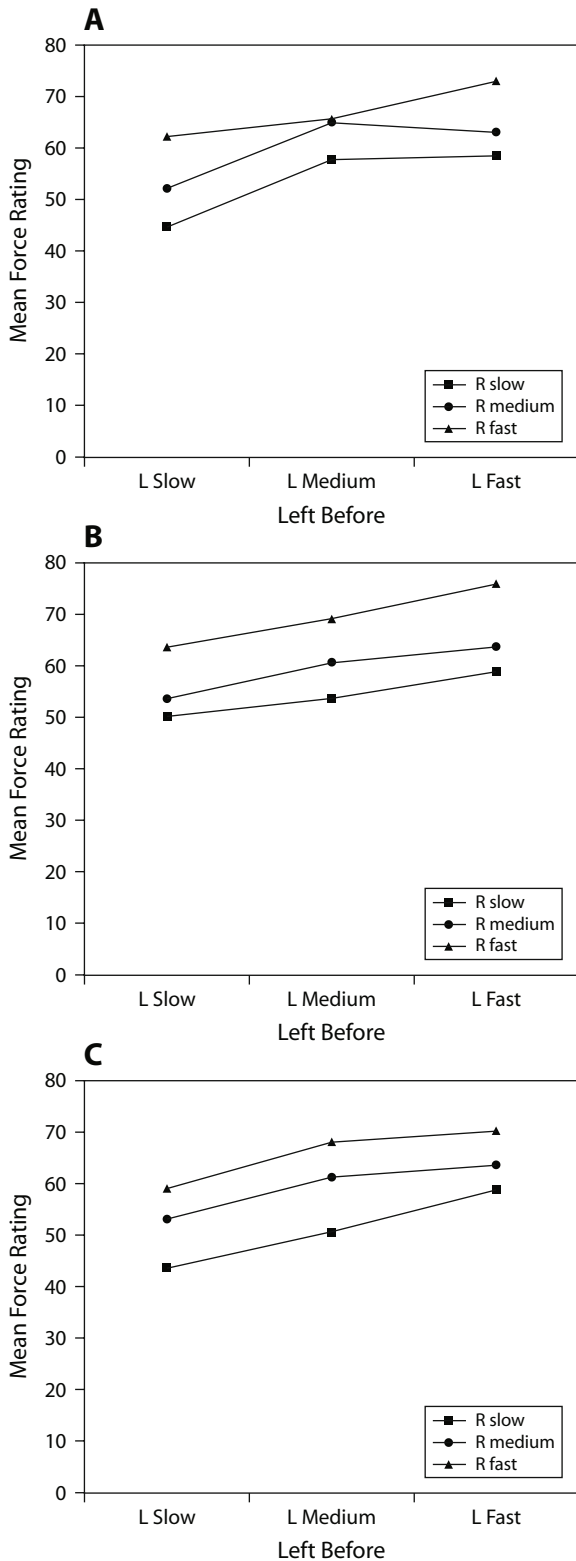 A
80
70
60
50
40
30
20
10
0
Mean Force Rating
L Slow L Medium L Fast
Left Before
R slow
R medium
R fast
B
80
70
60
50
40
30
20
10
0
Mean Force Rating
L Slow L Medium L Fast
Left Before
R slow
R medium
R fast
C
80
70
60
50
40
30
20
10
0
Mean Force Rating
L Slow L Medium L Fast
Left Before
R slow
R medium
R fast